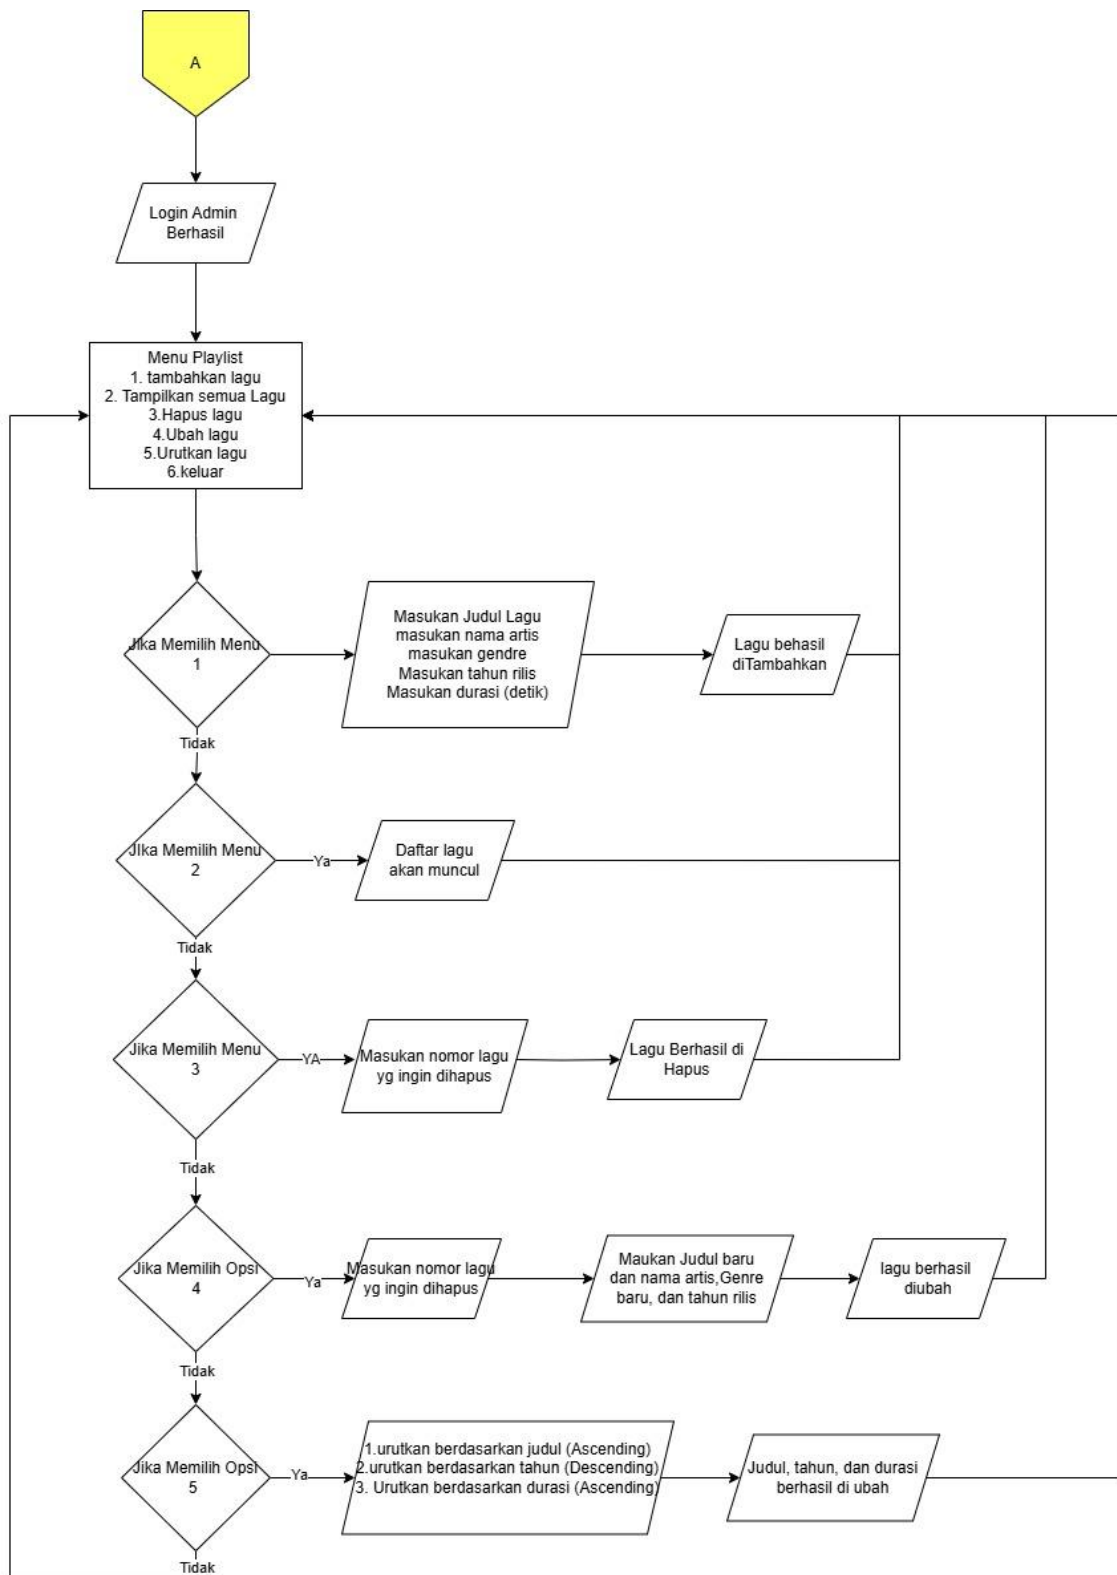 A
Login Admin
Berhasil
Menu Playlist
1. tambahkan lagu
2. Tampilkan semua Lagu
3.Hapus lagu
4.Ubah lagu
5.Urutkan lagu
6.keluar
JIka Memilih Menu
1
Masukan Judul Lagu
masukan nama artis
masukan gendre
Masukan tahun rilis
Masukan durasi (detik)
Lagu behasil
diTambahkan
Tidak
JIka Memilih Menu
2
Ya
Daftar lagu
akan muncul
Tidak
Jika Memilih Menu
3
YA
Masukan nomor lagu
yg ingin dihapus
Lagu Berhasil di
Hapus
Tidak
Jika Memilih OpsI
4
Ya
Masukan nomor lagu
yg ingin dihapus
Maukan Judul baru
dan nama artis,Genre
baru, dan tahun rilis
lagu berhasil
diubah
Tidak
Jika Memilih OpsI
5
Ya
1.urutkan berdasarkan judul (Ascending)
2.urutkan berdasarkan tahun (Descending)
3. Urutkan berdasarkan durasi (Ascending)
Judul, tahun, dan durasi
berhasil di ubah
Tidak